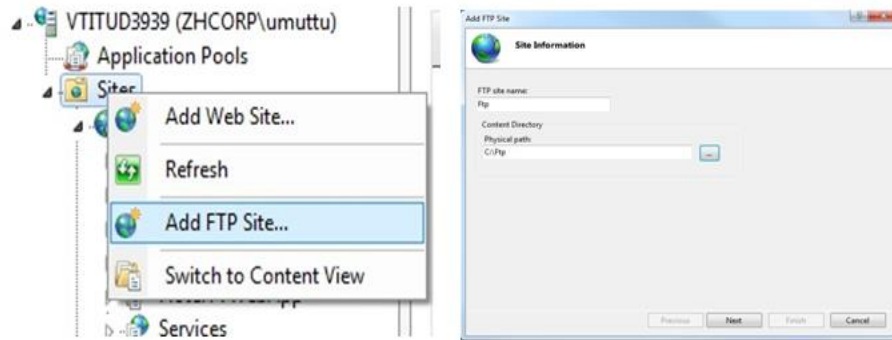 VTITUD3939 (ZHCORP\umuttu)
Application Pools
Sites
Add Web Site...
Refresh
Add FTP Site...
Switch to Content View
Services
Add FTP Site
Site Information
FTP site name:
Ftp
Content Directory
Physical path:
C:\Ftp
...
Previous
Next
Finish
Cancel